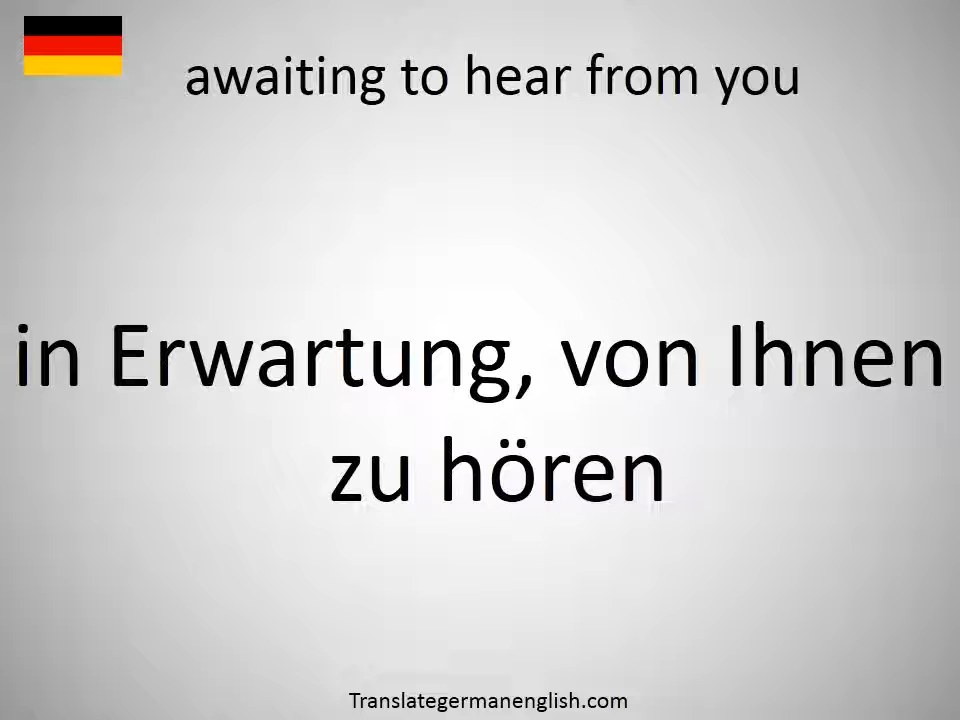 awaiting to hear from you
in Erwartung, von Ihnen
zu hören
Translategermanenglish.com